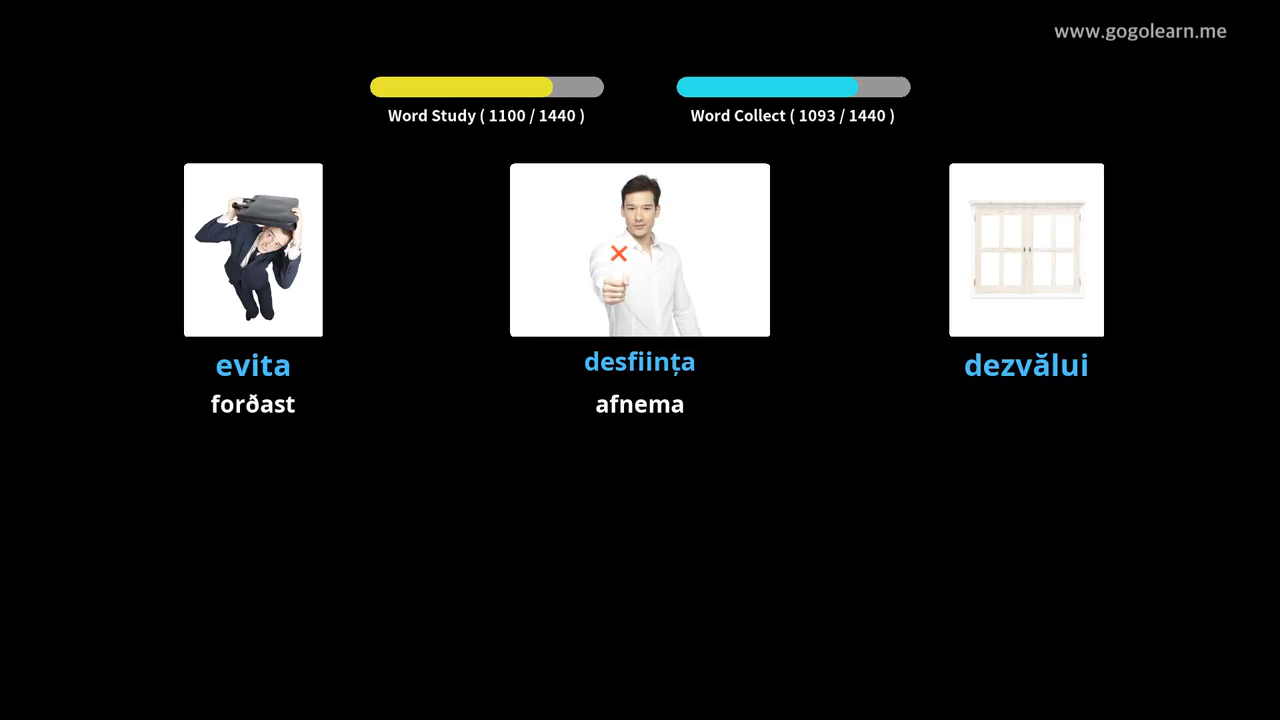 www.gogolearn.me
Word Study ( 1100 / 1440 )
Word Collect ( 1093 / 1440 )
evita
forðast
desființa
afnema
dezvălui